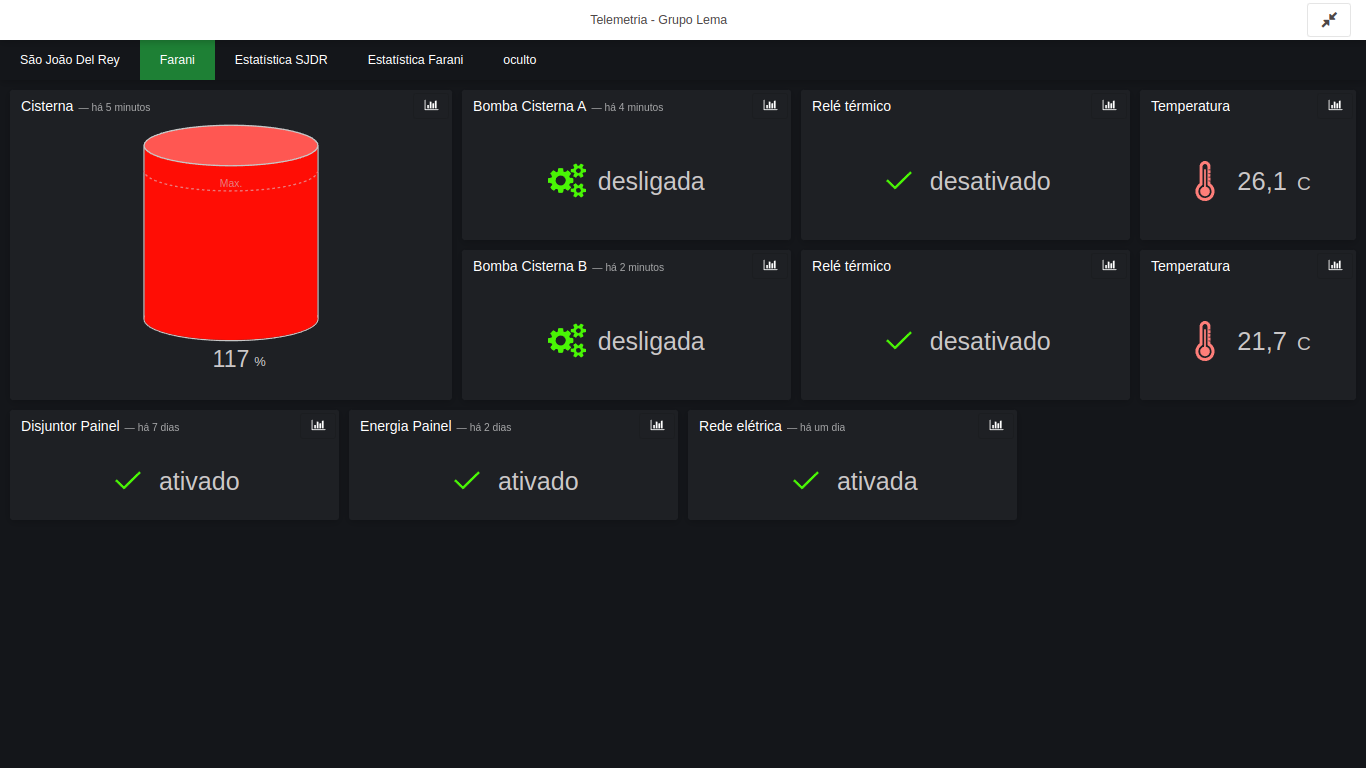 Telemetria - Grupo Lema
São João Del Rey
Farani
Estatística SJDR
Estatística Farani
oculto
Cisterna — há 5 minutos
Max.
117 %
Bomba Cisterna A — há 4 minutos
desligada
Relé térmico
desativado
Temperatura
26,1 C
Bomba Cisterna B — há 2 minutos
desligada
Relé térmico
desativado
Temperatura
21,7 C
Disjuntor Painel — há 7 dias
ativado
Energia Painel — há 2 dias
ativado
Rede elétrica — há um dia
ativada